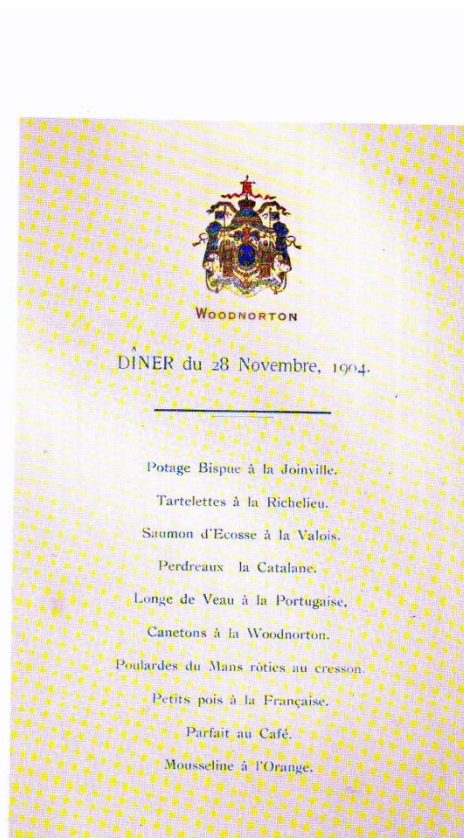 WOODNORTON
DÎNER du 28 Novembre, 1904.
Potage Bispue à la Joinville.
Tartelettes à la Richelieu.
Saumon d'Ecosse à la Valois.
Perdreaux la Catalane.
Longe de Veau à la Portugaise.
Canetons à la Woodnorton.
Poulardes du Mans rôties au cresson.
Petits pois à la Française.
Parfait au Café.
Mousseline à l'Orange.